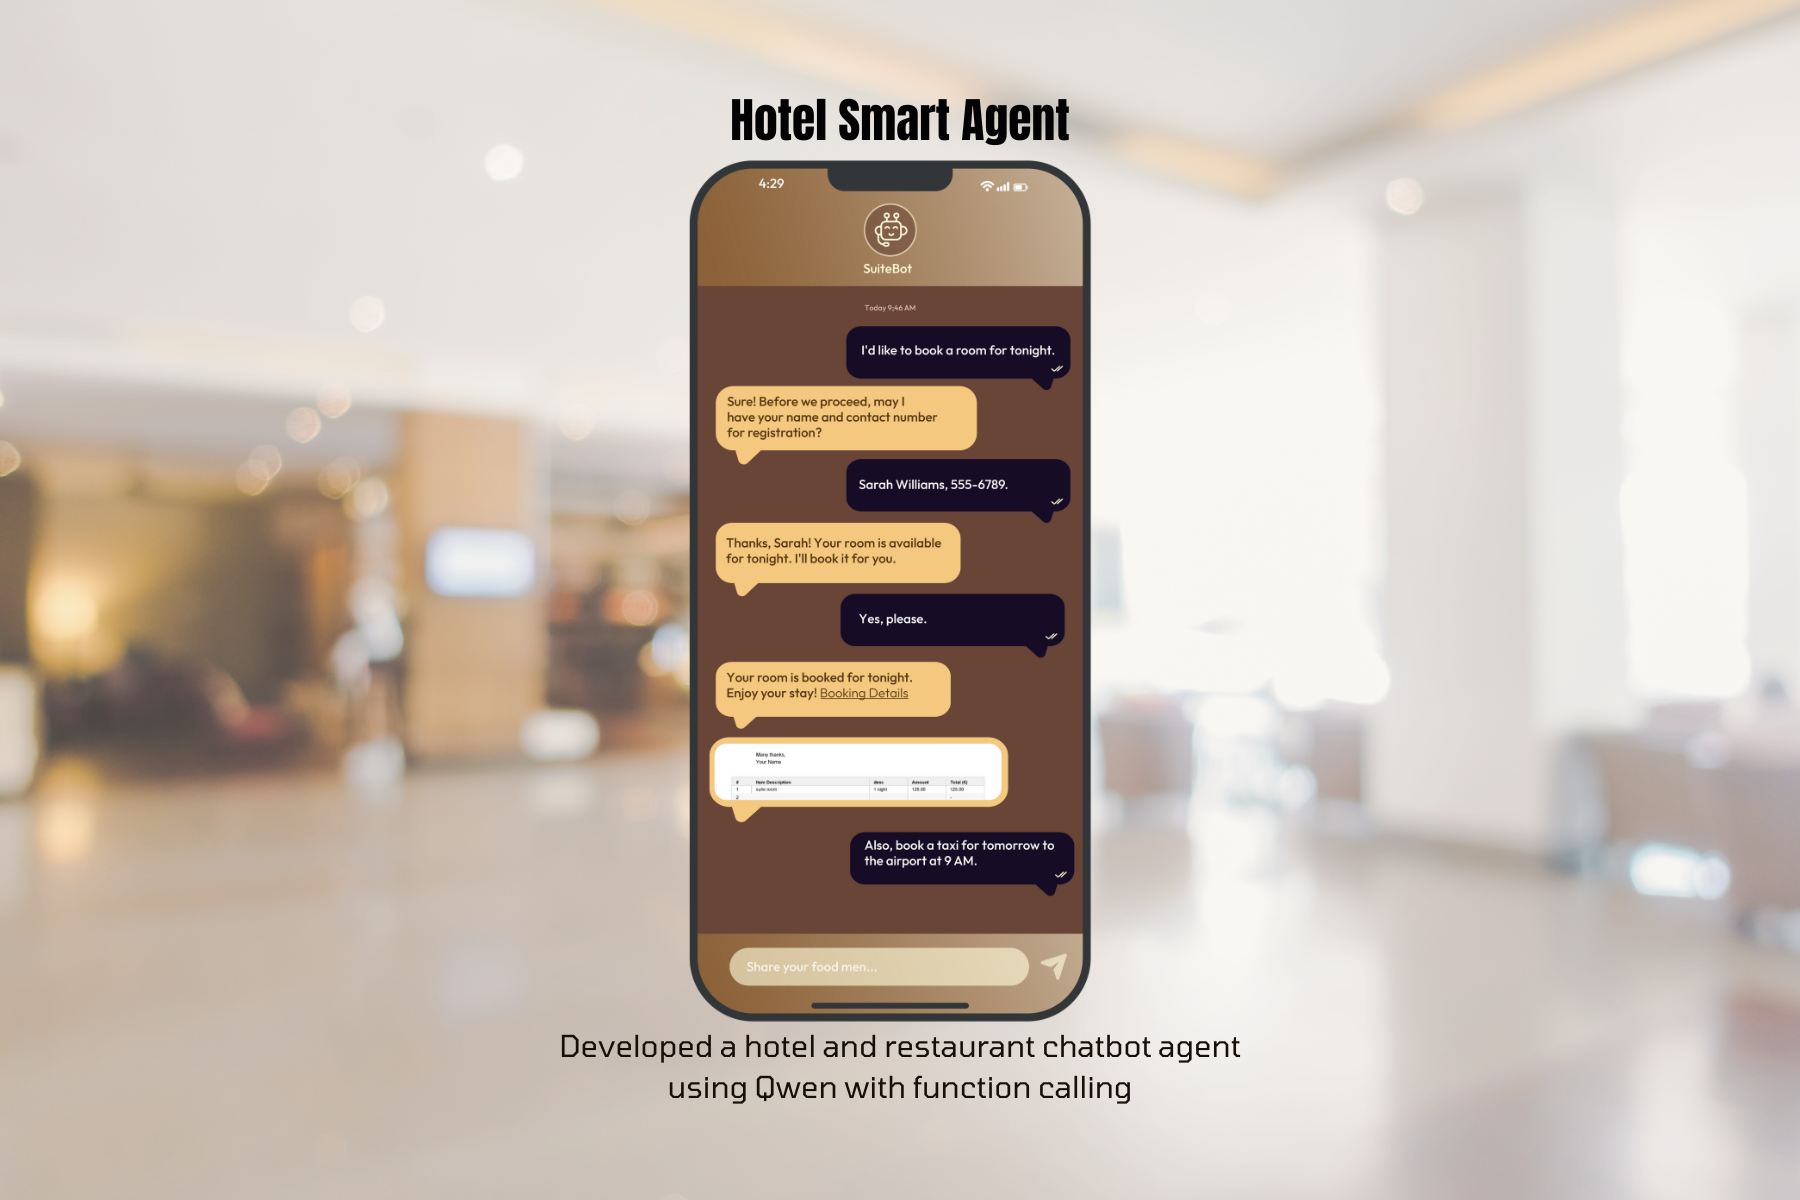 Hotel Smart Agent
4:29
SuiteBot
Today 9:46 AM
I'd like to book a room for tonight.
Sure! Before we proceed, may I
have your name and contact number
for registration?
Sarah Williams, 555-6789.
Thanks, Sarah! Your room is available
for tonight. I'll book it for you.
Yes, please.
Your room is booked for tonight.
Enjoy your stay! Booking Details
Many thanks,
Your Name
# Item Description desc Amount Total (€)
1 suite room 1 night 128.00 128.00
2 -
Also, book a taxi for tomorrow to
the airport at 9 AM.
Share your food men...
Developed a hotel and restaurant chatbot agent
using Qwen with function calling